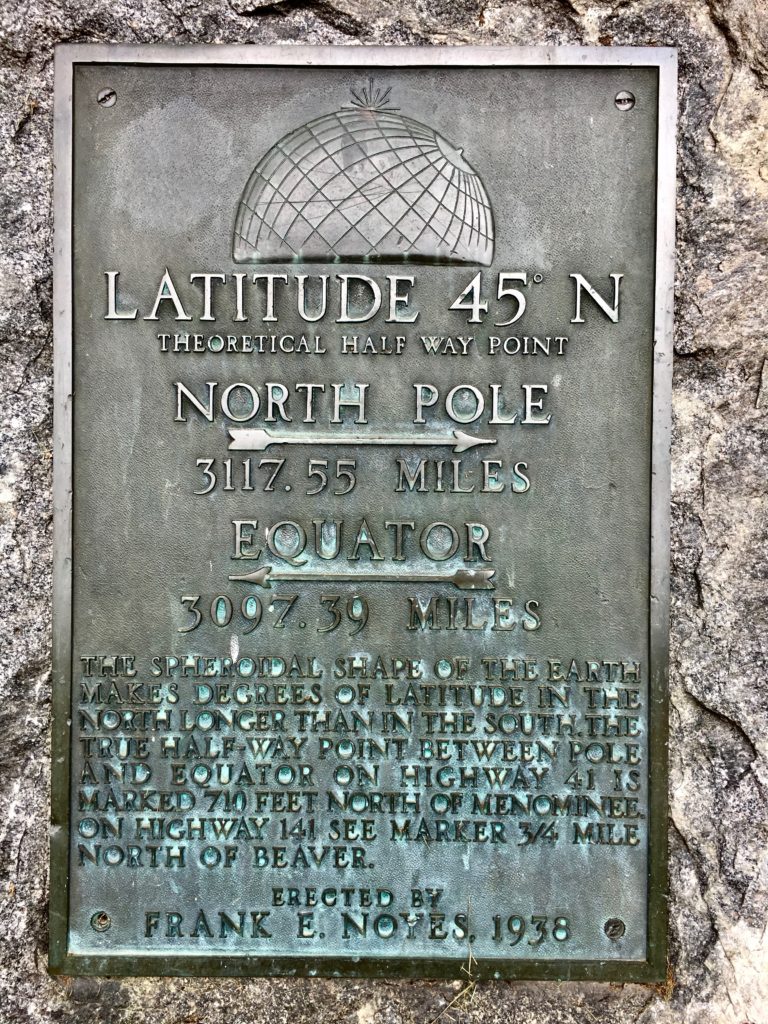 LATITUDE 45° N
THEORETICAL HALF WAY POINT
NORTH POLE
3117.55 MILES
EQUATOR
3097.39 MILES
THE SPHEROIDAL SHAPE OF THE EARTH
MAKES DEGREES OF LATITUDE IN THE
NORTH LONGER THAN IN THE SOUTH. THE
TRUE HALF-WAY POINT BETWEEN POLE
AND EQUATOR ON HIGHWAY 41 IS
MARKED 710 FEET NORTH OF MENOMINEE.
ON HIGHWAY 141 SEE MARKER 3/4 MILE
NORTH OF BEAVER.
ERECTED BY
FRANK E. NOYES. 1938